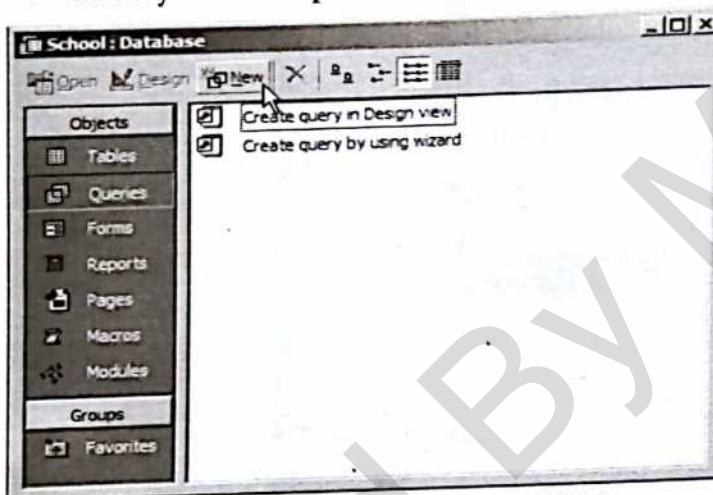 School : Database
Open Design New
Objects
Create query in Design view
Create query by using wizard
Tables
Queries
Forms
Reports
Pages
Macros
Modules
Groups
Favorites
By